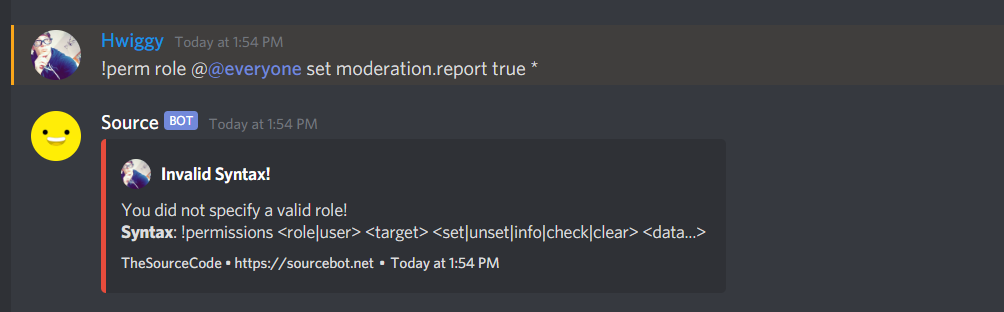 Hwiggy Today at 1:54 PM
!perm role @@everyone set moderation.report true *
Source BOT Today at 1:54 PM
Invalid Syntax!
You did not specify a valid role!
Syntax: !permissions <role|user> <target> <set|unset|info|check|clear> <data...>
TheSourceCode • https://sourcebot.net • Today at 1:54 PM